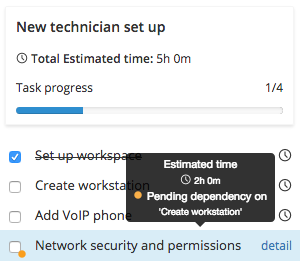 New technician set up
Total Estimated time: 5h 0m
Task progress 1/4
Set up workspace
Create workstation
Estimated time
2h 0m
Pending dependency on
'Create workstation'
Add VoIP phone
Network security and permissions detail